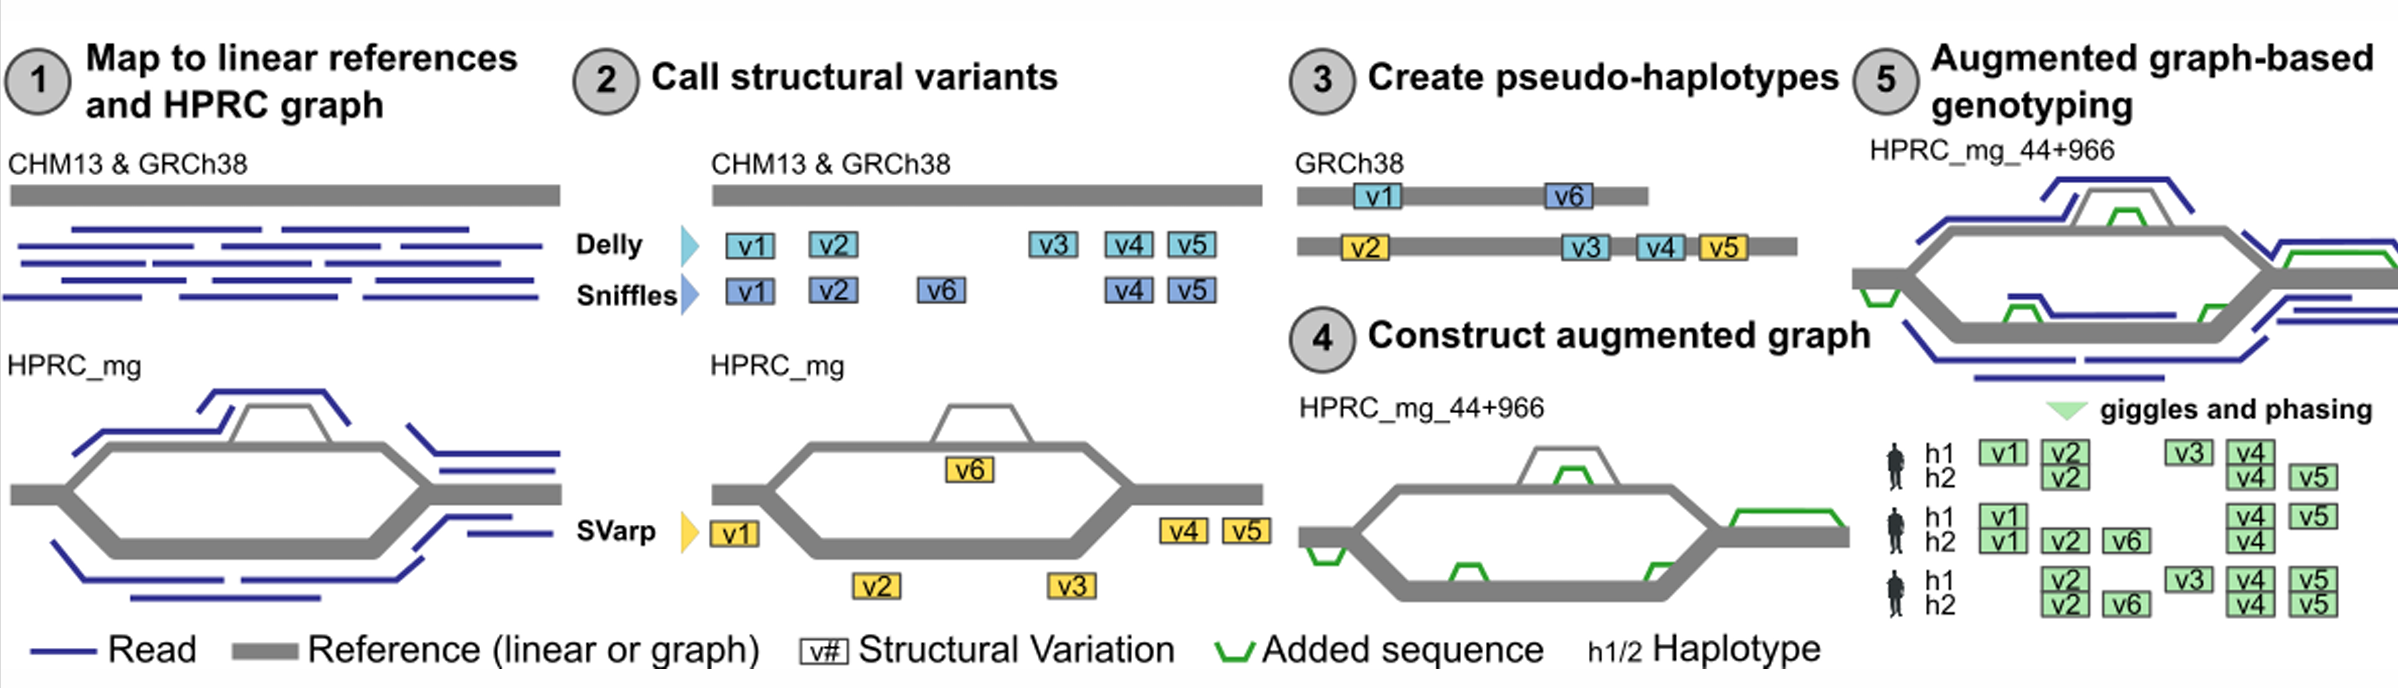 1 Map to linear references
and HPRC graph
CHM13 & GRCh38
HPRC_mg
2 Call structural variants
CHM13 & GRCh38
Delly v1 v2 v3 v4 v5
Sniffles v1 v2 v6 v4 v5
HPRC_mg
v6
SVarp v1 v4 v5
v2 v3
3 Create pseudo-haplotypes
GRCh38
v1 v6
v2 v3 v4 v5
4 Construct augmented graph
HPRC_mg_44+966
5 Augmented graph-based
genotyping
HPRC_mg_44+966
giggles and phasing
h1 v1 v2 v3 v4
h2 v2 v4 v5
h1 v1 v4 v5
h2 v1 v2 v6 v4
h1 v2 v3 v4 v5
h2 v2 v6 v4 v5
Read Reference (linear or graph) v# Structural Variation Added sequence h1/2 Haplotype